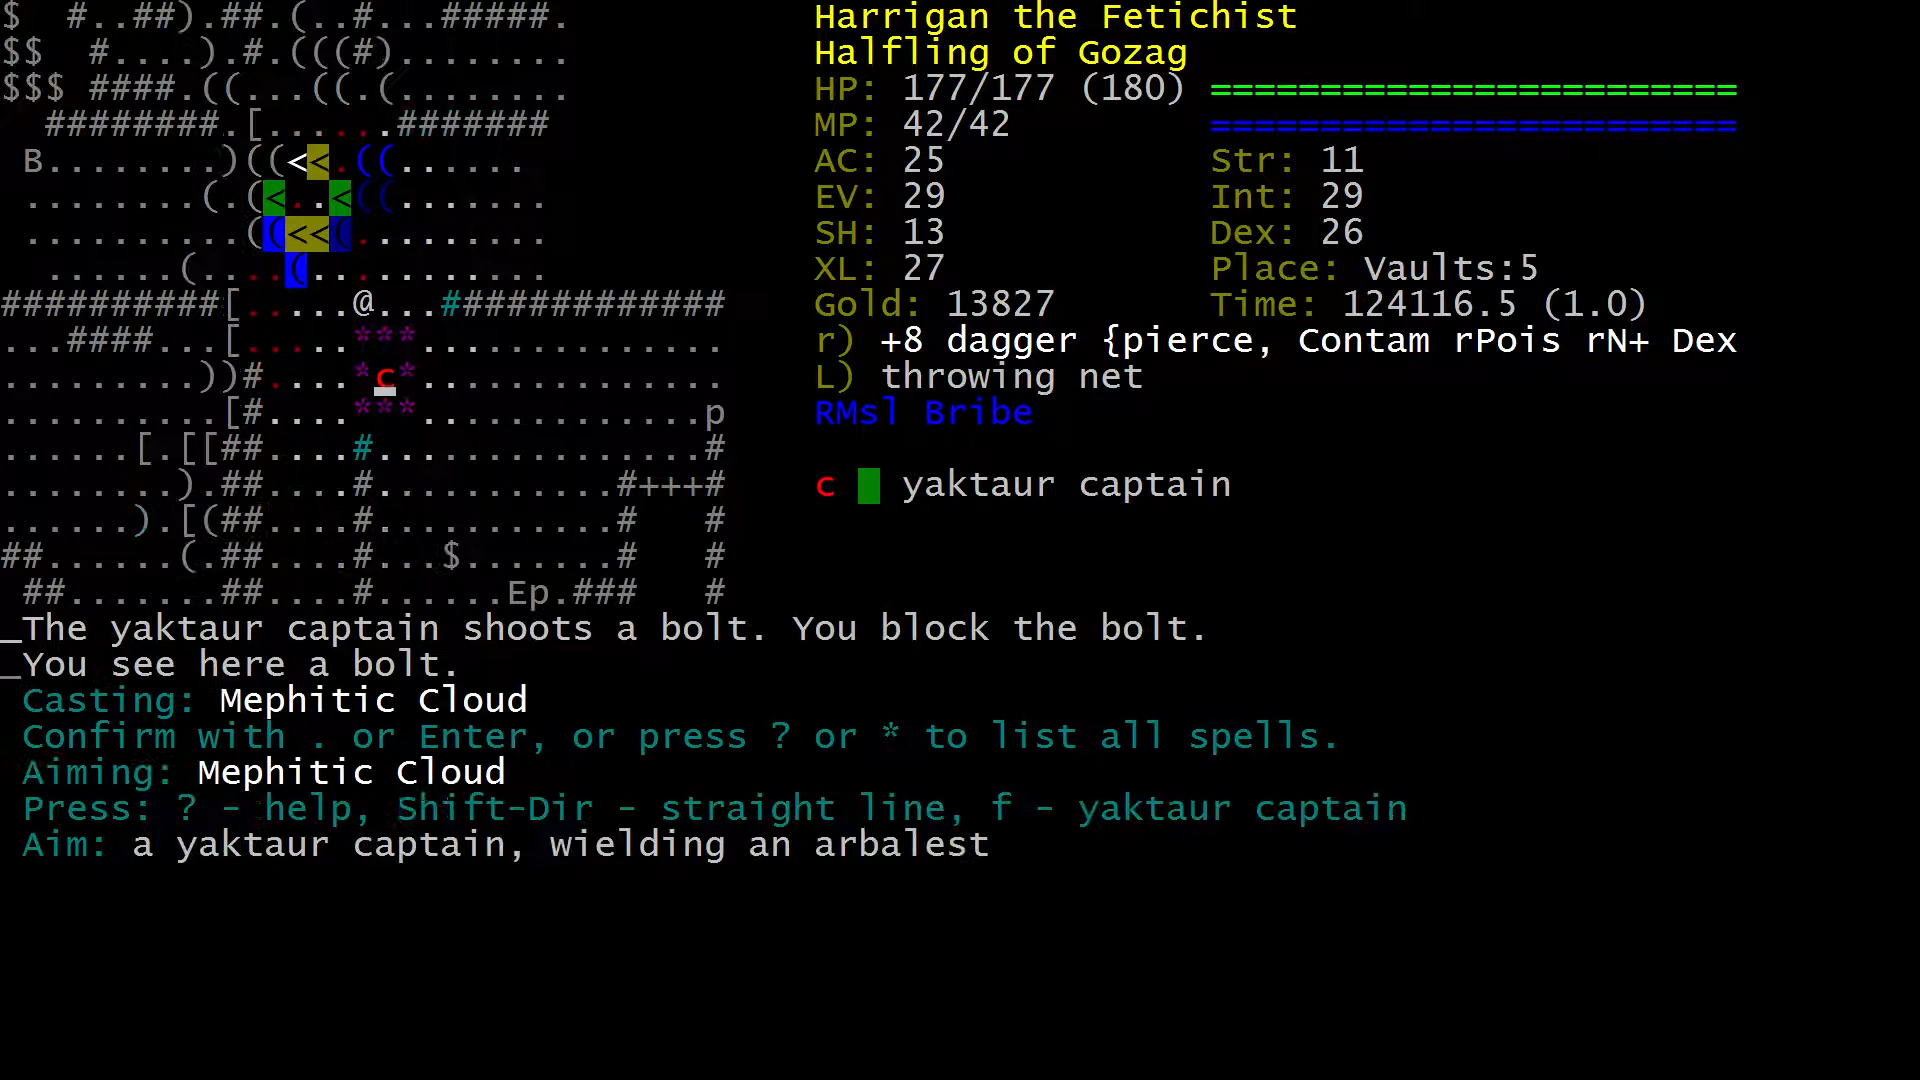 $  #..##).##.(..#...#####.   Harrigan the Fetichist
$$  #....).#.(((#)........   Halfling of Gozag
$$$ ####.((...((.(........   HP: 177/177 (180) ========================
########.[......#######   MP: 42/42 ========================
B........)((<<.((......   AC: 25   Str: 11
........(.(<..<((.......   EV: 29   Int: 29
..........((<<(.........   SH: 13   Dex: 26
......(...(...........   XL: 27   Place: Vaults:5
##########[.....@...#############   Gold: 13827   Time: 124116.5 (1.0)
...####...[.....***..............   r) +8 dagger {pierce, Contam rPois rN+ Dex
.........))#....*c*..............   L) throwing net
..........[#....***.............p   RMsl Bribe
......[.[[##....#...............#
........).##....#...........#+++#   c yaktaur captain
......).[(##....#...........#   #
##......(.##....#...$.......#   #
##.......##....#......Ep.###   #
_The yaktaur captain shoots a bolt. You block the bolt.
_You see here a bolt.
Casting: Mephitic Cloud
Confirm with . or Enter, or press ? or * to list all spells.
Aiming: Mephitic Cloud
Press: ? - help, Shift-Dir - straight line, f - yaktaur captain
Aim: a yaktaur captain, wielding an arbalest